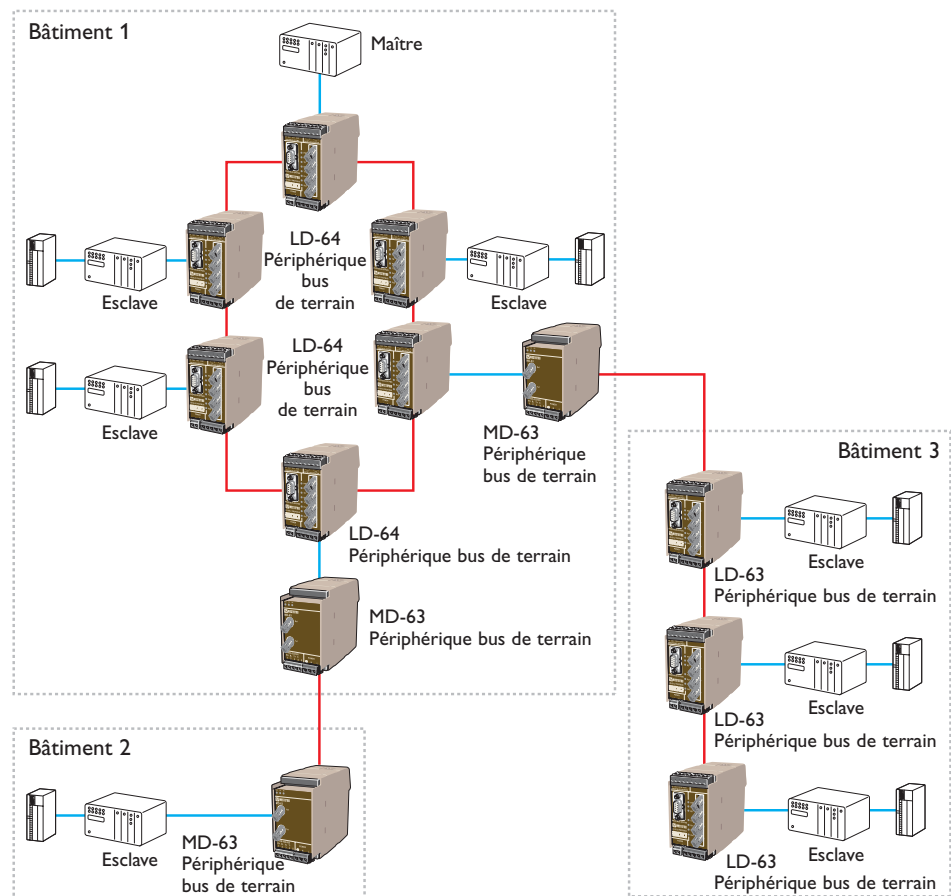 Bâtiment 1
Maître
LD-64
Périphérique
bus
de terrain
Esclave
Esclave
LD-64
Périphérique
bus
de terrain
Esclave
MD-63
Périphérique
bus de terrain
LD-64
Périphérique bus de terrain
MD-63
Périphérique bus de terrain
Bâtiment 2
Esclave
MD-63
Périphérique
bus de terrain
Bâtiment 3
Esclave
LD-63
Périphérique bus de terrain
Esclave
LD-63
Périphérique bus de terrain
Esclave
LD-63
Périphérique bus de terrain